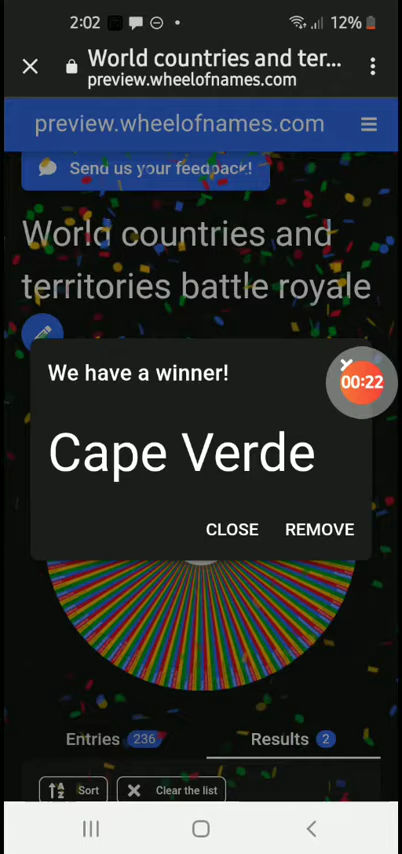 2:02
12%
World countries and ter...
preview.wheelofnames.com
preview.wheelofnames.com
Send us your feedback!
World countries and
territories battle royale
We have a winner!
00:22
Cape Verde
CLOSE REMOVE
Entries 236 Results 2
Sort Clear the list